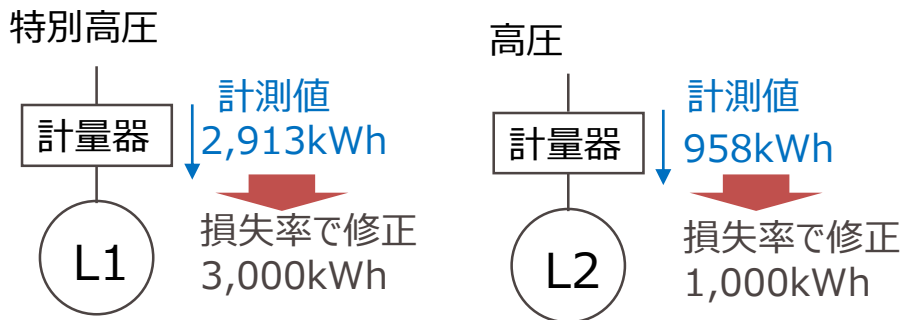 特別高圧
計測値
計量器
2,913kWh
損失率で修正
3,000kWh
L1
高圧
計測値
計量器
958kWh
損失率で修正
1,000kWh
L2